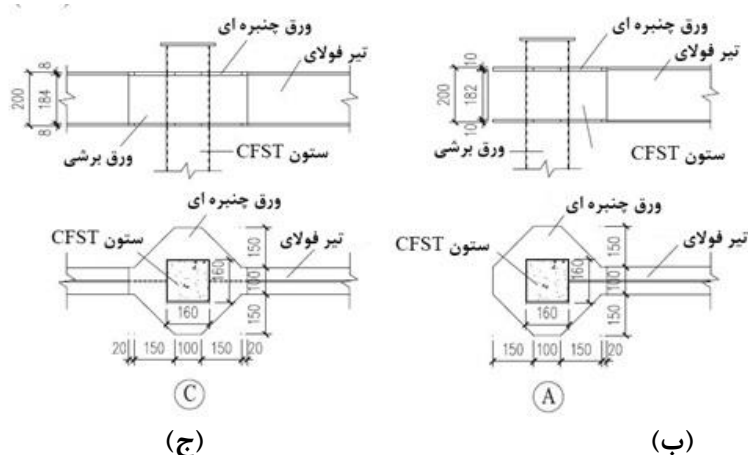 ورق چنبره ای
تیر فولای
8
184
8
200
ورق برشی
ستون CFST
ورق چنبره ای
ستون CFST
تیر فولای
160
160
150
100
150
20
150
100
150
20
C
(ج)
ورق چنبره ای
تیر فولای
10
182
10
200
ورق برشی
ستون CFST
ورق چنبره ای
ستون CFST
تیر فولای
160
160
150
100
150
150
100
150
20
A
(ب)